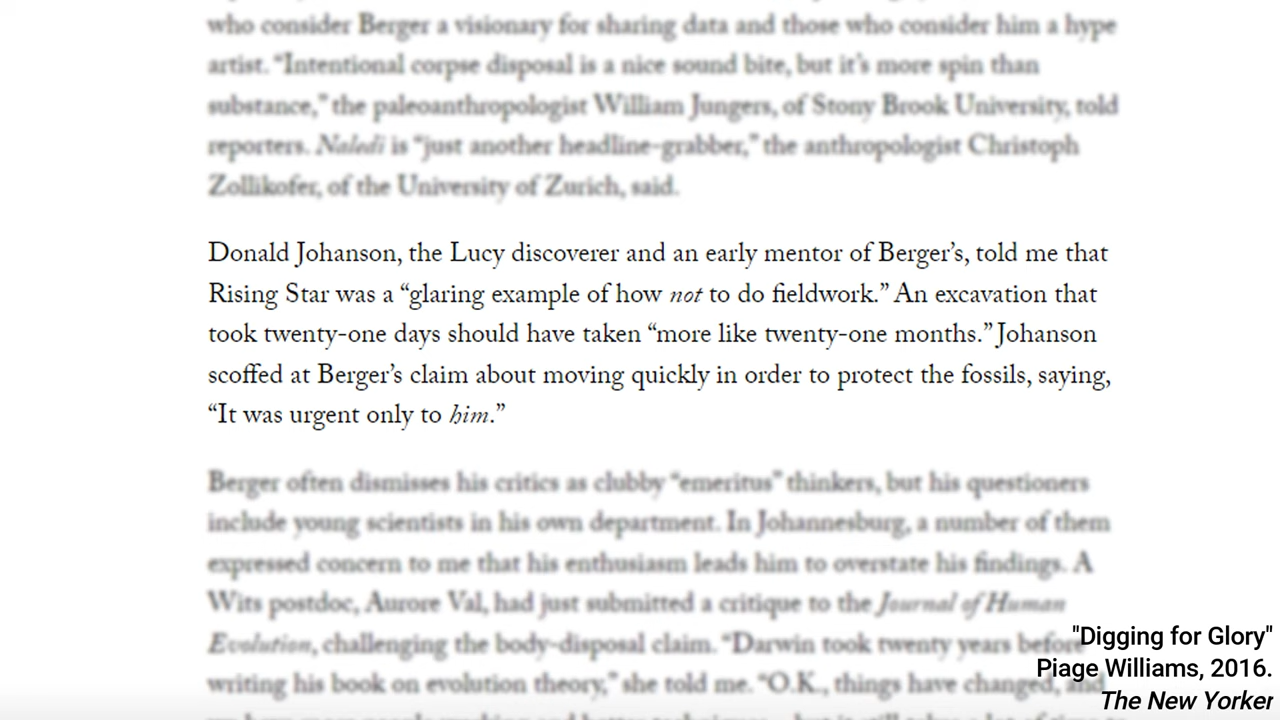 who consider Berger a visionary for sharing data and those who consider him a hype
artist. “Intentional corpse disposal is a nice sound bite, but it’s more spin than
substance,” the paleoanthropologist William Jungers, of Stony Brook University, told
reporters. Naledi is “just another headline-grabber,” the anthropologist Christoph
Zollikofer, of the University of Zurich, said.
Donald Johanson, the Lucy discoverer and an early mentor of Berger’s, told me that
Rising Star was a “glaring example of how not to do fieldwork.” An excavation that
took twenty-one days should have taken “more like twenty-one months.” Johanson
scoffed at Berger’s claim about moving quickly in order to protect the fossils, saying,
“It was urgent only to him.”
Berger often dismisses his critics as clubby “emeritus” thinkers, but his questioners
include young scientists in his own department. In Johannesburg, a number of them
expressed concern to me that his enthusiasm leads him to overstate his findings. A
Wits postdoc, Aurore Val, had just submitted a critique to the Journal of Human
Evolution, challenging the body-disposal claim. “Darwin took twenty years before
writing his book on evolution theory,” she told me. “O.K., things have changed, and
"Digging for Glory"
Piage Williams, 2016.
The New Yorker